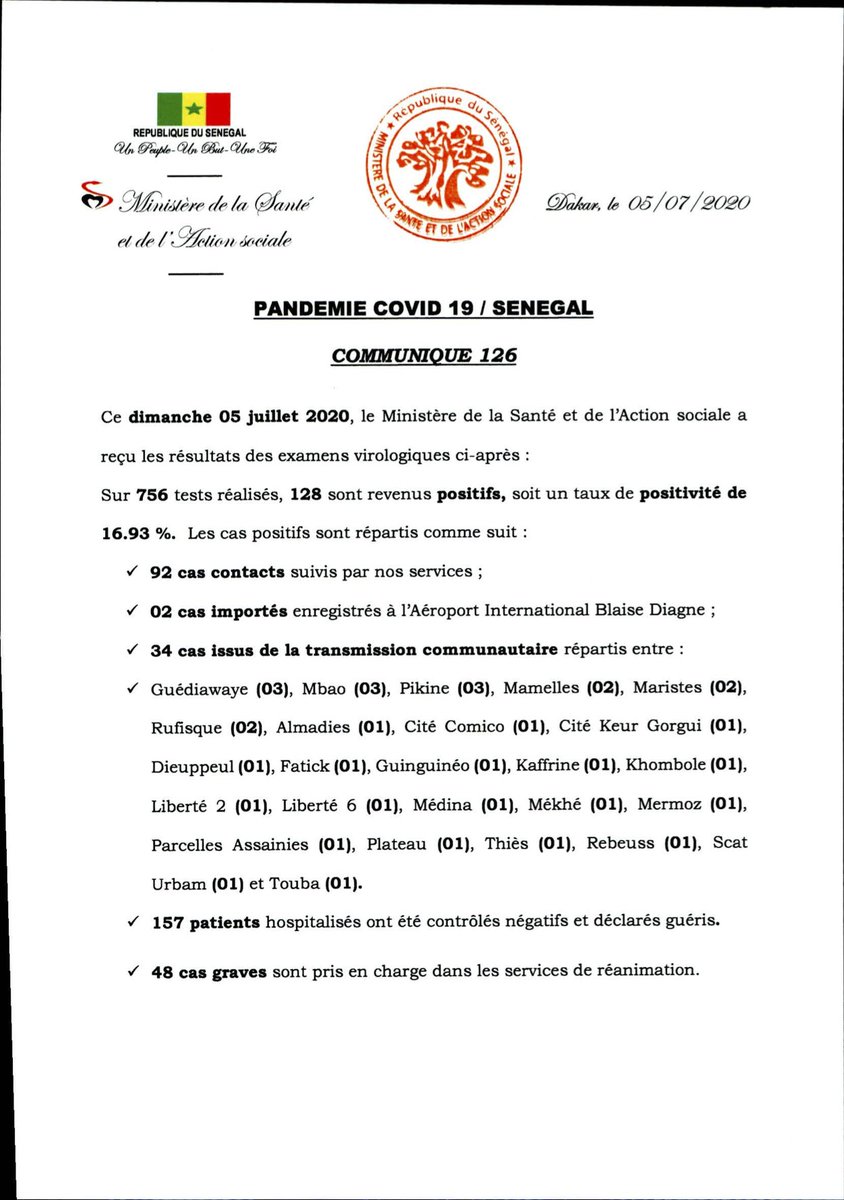 REPUBLIQUE DU SENEGAL
Un Peuple - Un But - Une Foi
Ministère de la Santé
et de l'Action sociale
★ République du Sénégal ★
MINISTERE DE LA SANTE ET DE L'ACTION SOCIALE
Dakar, le 05/07/2020
PANDEMIE COVID 19 / SENEGAL
COMMUNIQUE 126
Ce dimanche 05 juillet 2020, le Ministère de la Santé et de l'Action sociale a
reçu les résultats des examens virologiques ci-après :
Sur 756 tests réalisés, 128 sont revenus positifs, soit un taux de positivité de
16.93 %. Les cas positifs sont répartis comme suit :
✓ 92 cas contacts suivis par nos services ;
✓ 02 cas importés enregistrés à l'Aéroport International Blaise Diagne ;
✓ 34 cas issus de la transmission communautaire répartis entre :
✓ Guédiawaye (03), Mbao (03), Pikine (03), Mamelles (02), Maristes (02),
Rufisque (02), Almadies (01), Cité Comico (01), Cité Keur Gorgui (01),
Dieuppeul (01), Fatick (01), Guinguinéo (01), Kaffrine (01), Khombole (01),
Liberté 2 (01), Liberté 6 (01), Médina (01), Mékhé (01), Mermoz (01),
Parcelles Assainies (01), Plateau (01), Thiès (01), Rebeuss (01), Scat
Urbam (01) et Touba (01).
✓ 157 patients hospitalisés ont été contrôlés négatifs et déclarés guéris.
✓ 48 cas graves sont pris en charge dans les services de réanimation.